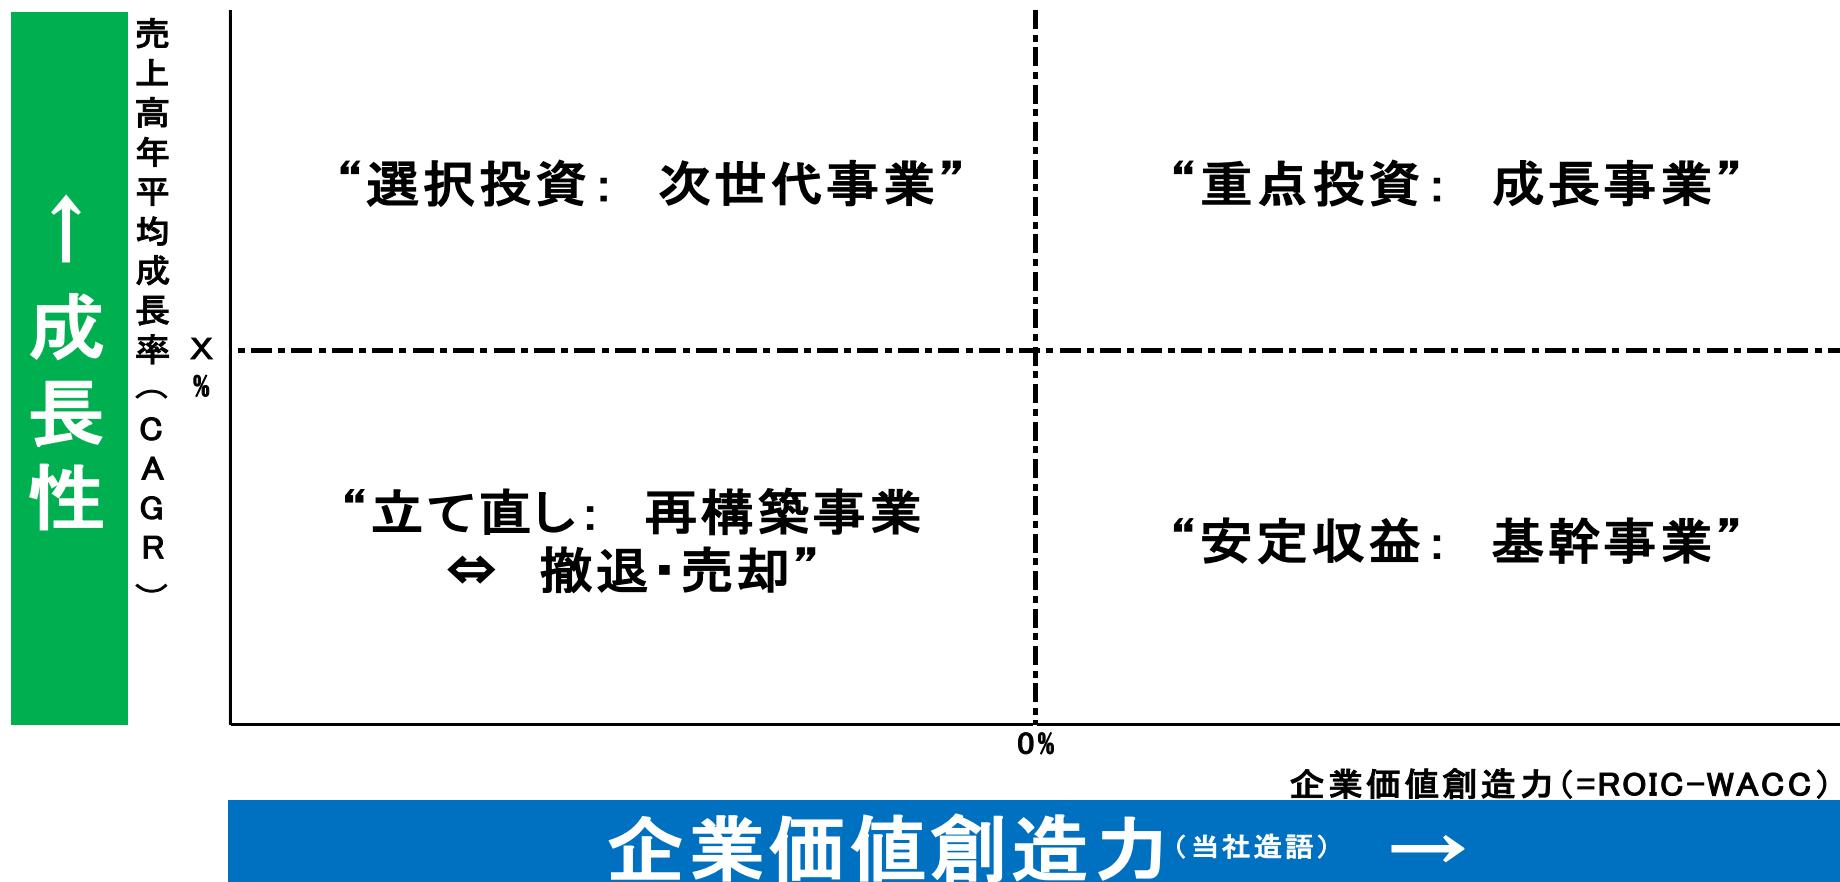 ↑成長性
売上高年平均成長率（CAGR）
X%
“選択投資： 次世代事業”
“重点投資： 成長事業”
“立て直し： 再構築事業
⇔ 撤退・売却”
“安定収益： 基幹事業”
0%
企業価値創造力（=ROIC−WACC）
企業価値創造力（当社造語） →